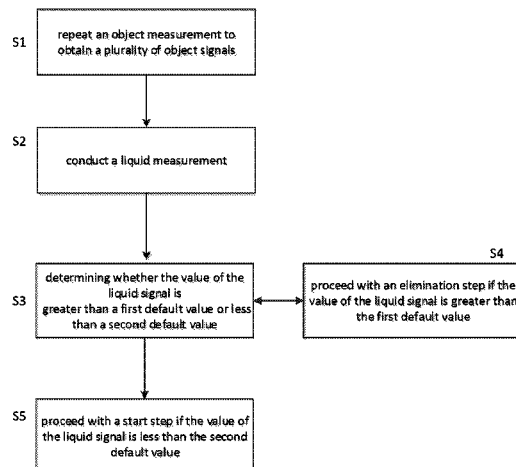 S1
repeat an object measurement to
obtain a plurality of object signals
S2
conduct a liquid measurement
S3
determining whether the value of the
liquid signal is
greater than a first default value or less
than a second default value
S4
proceed with an elimination step if the
value of the liquid signal is greater than
the first default value
S5
proceed with a start step if the value of
the liquid signal is less than the second
default value